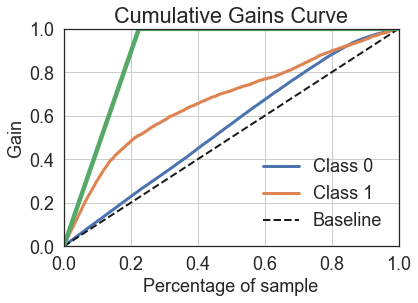 Cumulative Gains Curve
1.0
0.8
0.6
0.4
0.2
0.0
Gain
Class 0
Class 1
Baseline
0.0 0.2 0.4 0.6 0.8 1.0
Percentage of sample